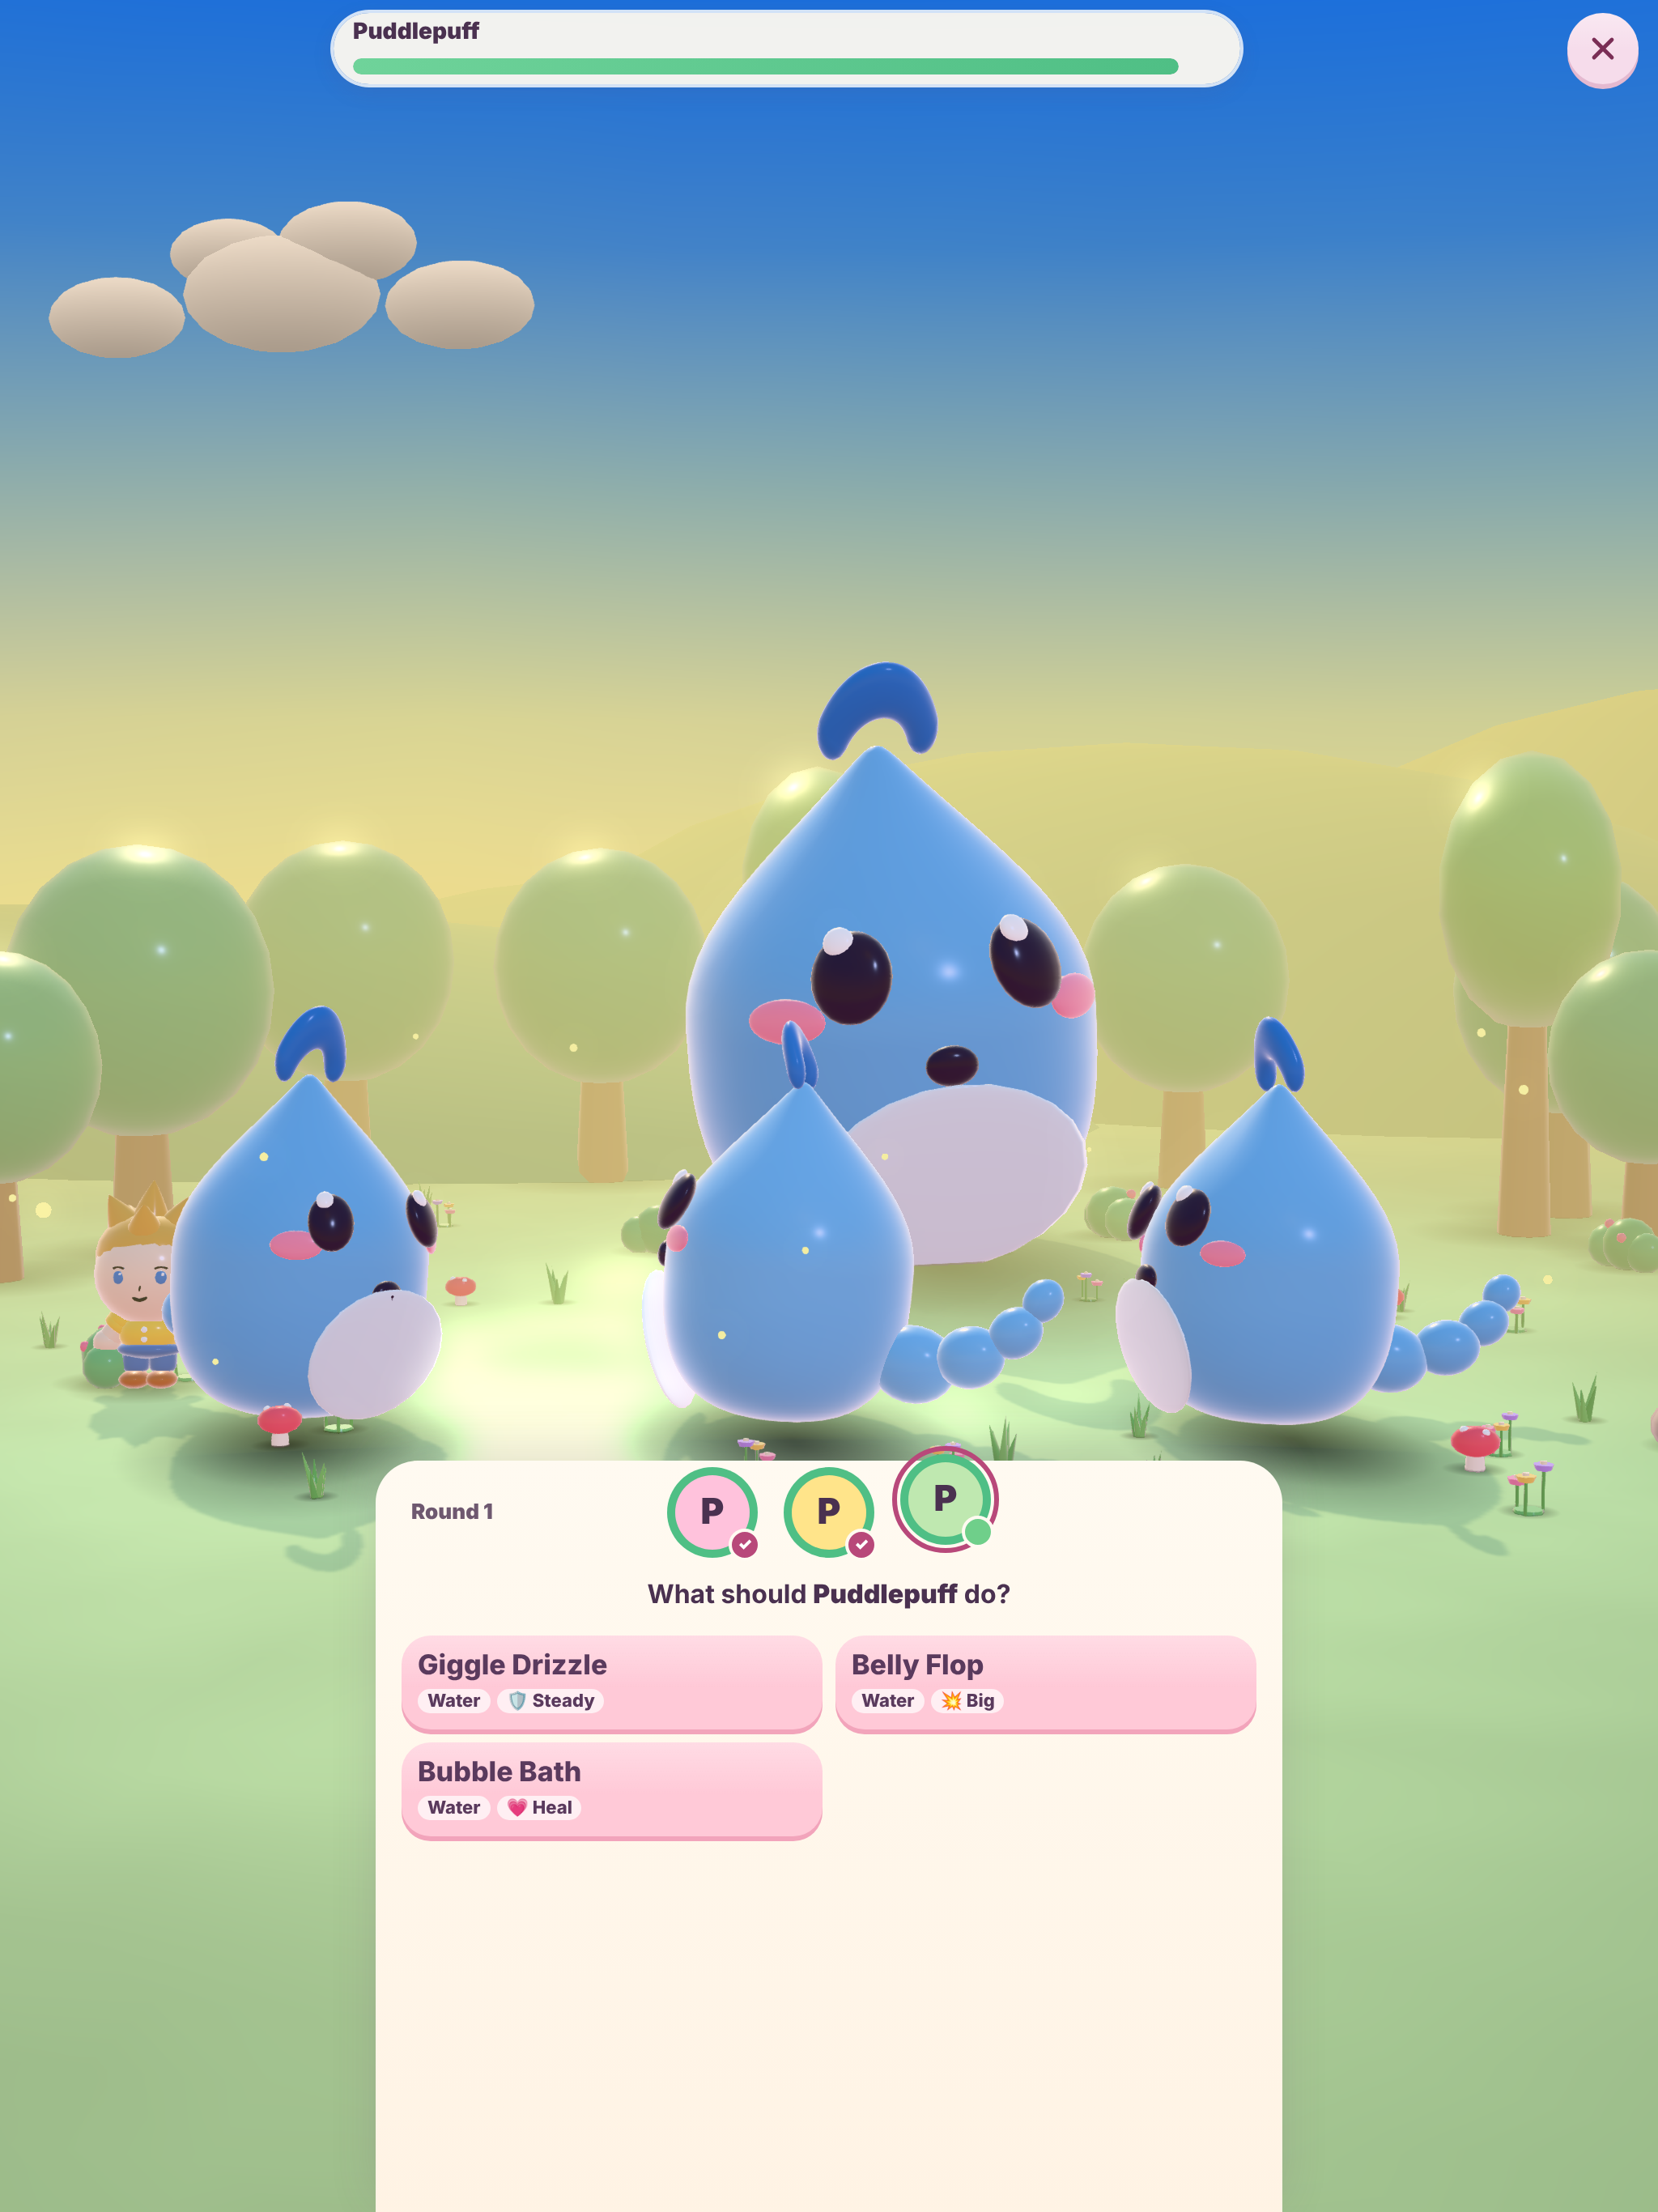 Puddlepuff
Round 1
P
P
P
What should Puddlepuff do?
Giggle Drizzle
Water
🛡️ Steady
Belly Flop
Water
💥 Big
Bubble Bath
Water
💗 Heal